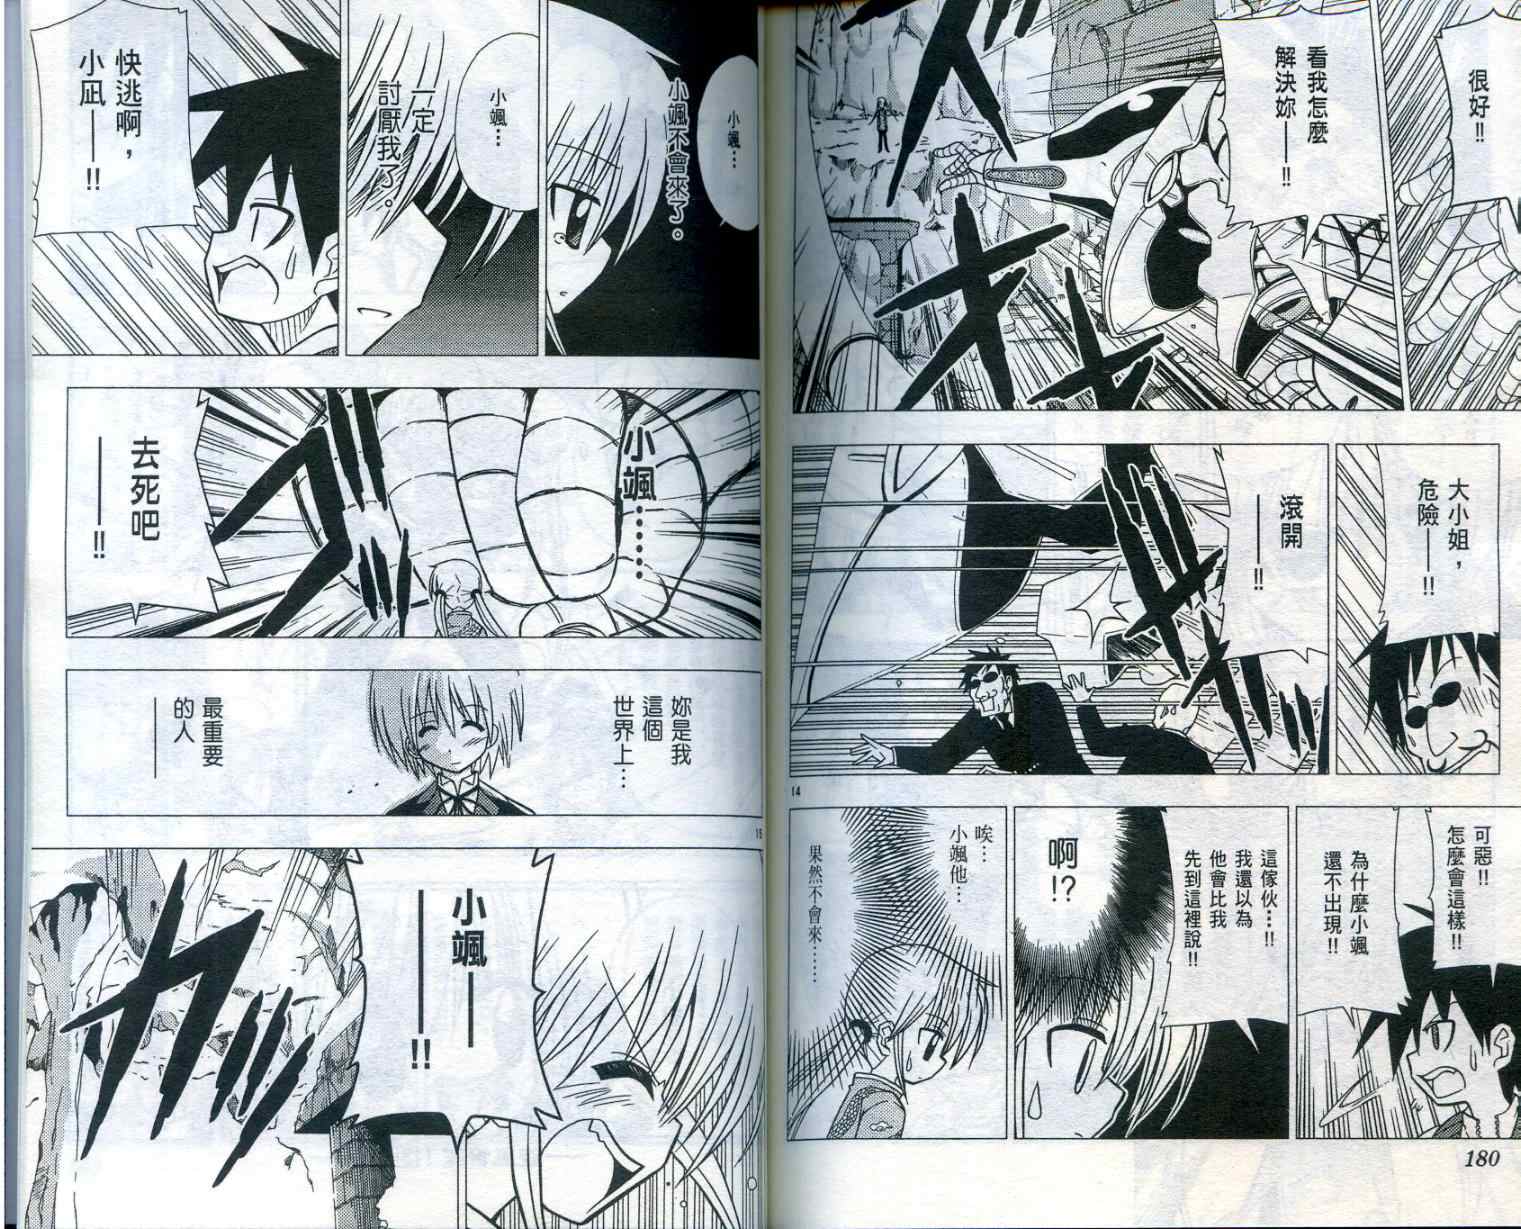 很好!!
看我怎麼
解決妳——!!
大小姐，
危險——!!
滾開
——!!
可惡!!
怎麼會這樣!!
為什麼小颯
還不出現!!
這傢伙…!!
我還以為
他會比我
先到這裡說!!
啊!?
唉…
小颯他…
果然不會來……
14
180
小颯…
小颯不會來了。
小颯…
一定
討厭我了。
快逃啊，
小凪——!!
小颯……
去死吧
——!!
妳是我
這個
世界上…
最重要
的人
——
15
小颯——
——!!